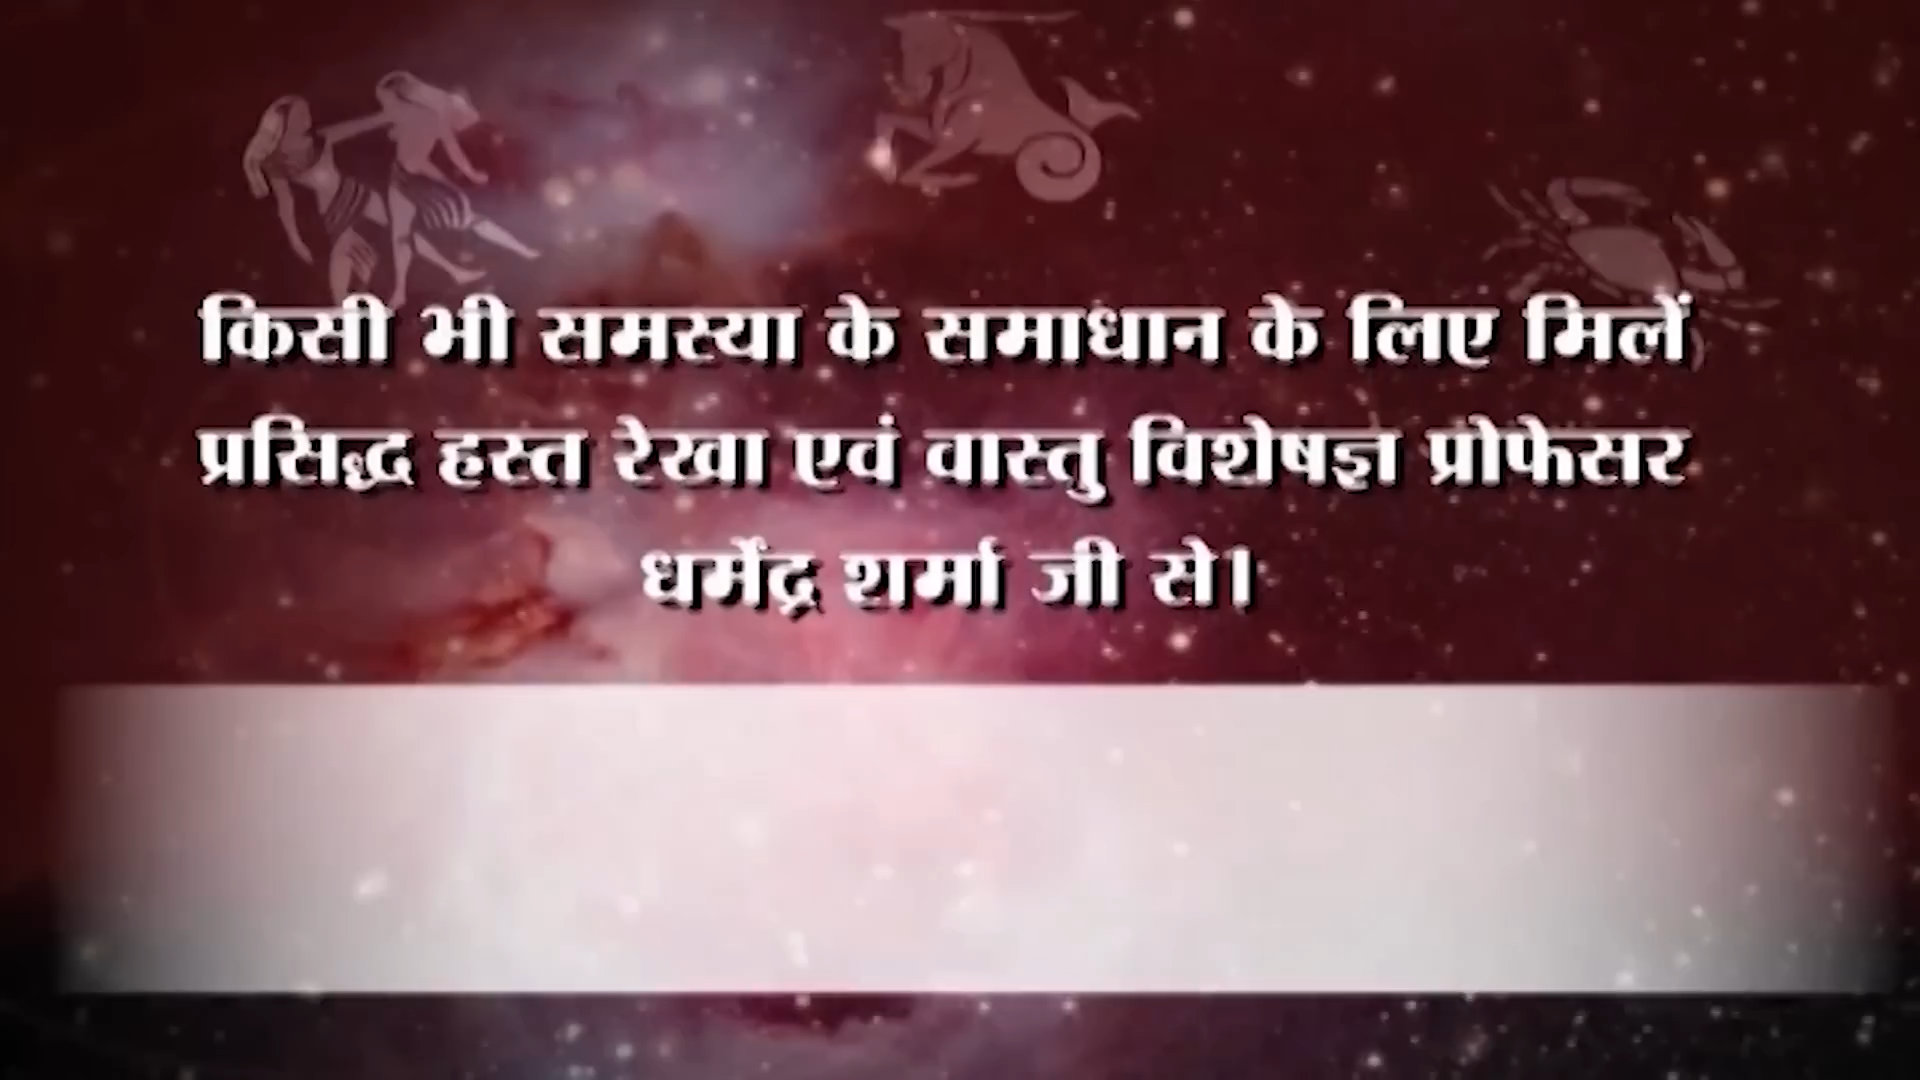 किसी भी समस्या के समाधान के लिए मिलें
प्रसिद्ध हस्त रेखा एवं वास्तु विशेषज्ञ प्रोफेसर
धर्मेंद्र शर्मा जी से।